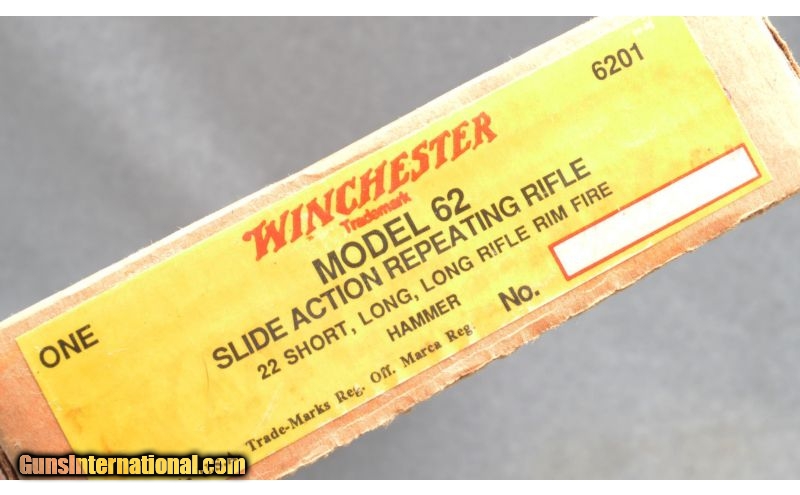 6201
WINCHESTER
Trademark
MODEL 62
SLIDE ACTION REPEATING RIFLE
22 SHORT, LONG, LONG RIFLE RIM FIRE
ONE
HAMMER
No.
Trade-Marks Reg. Off. Marca Reg.
GunsInternational.com